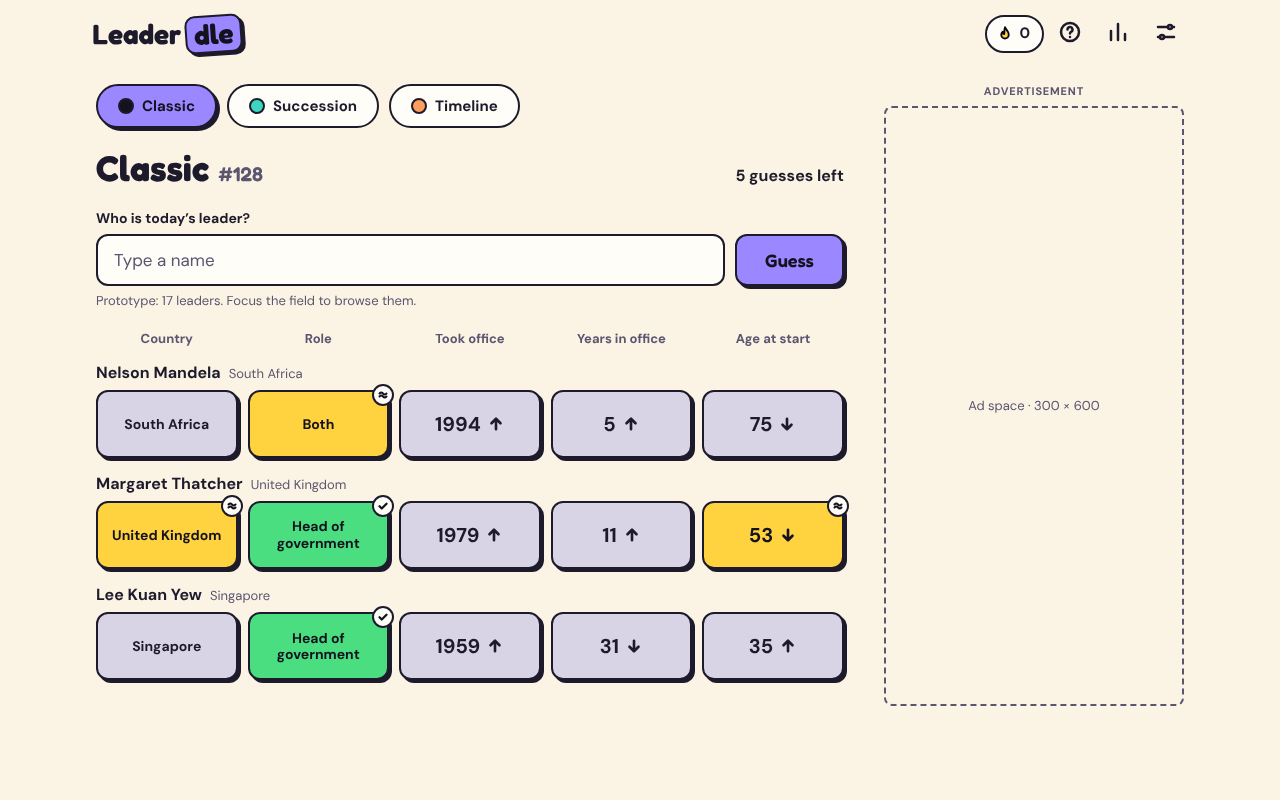 Leader dle
0
Classic
Succession
Timeline
ADVERTISEMENT
Classic #128
5 guesses left
Who is today’s leader?
Type a name
Guess
Prototype: 17 leaders. Focus the field to browse them.
Country Role Took office Years in office Age at start
Nelson Mandela South Africa
South Africa
Both
1994 ↑
5 ↑
75 ↓
Ad space · 300 × 600
Margaret Thatcher United Kingdom
United Kingdom
Head of
government
1979 ↑
11 ↑
53 ↓
Lee Kuan Yew Singapore
Singapore
Head of
government
1959 ↑
31 ↓
35 ↑